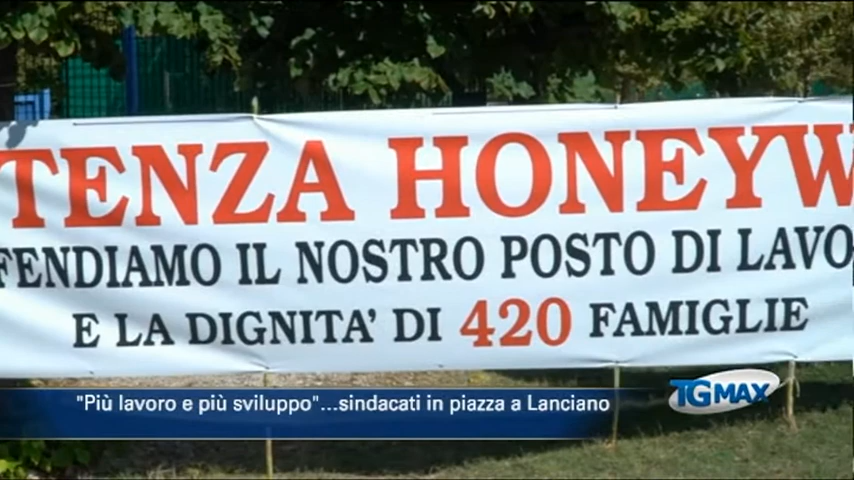 TENZA HONEYW
FENDIAMO IL NOSTRO POSTO DI LAVO
E LA DIGNITA' DI 420 FAMIGLIE
"Più lavoro e più sviluppo"...sindacati in piazza a Lanciano
TGMAX